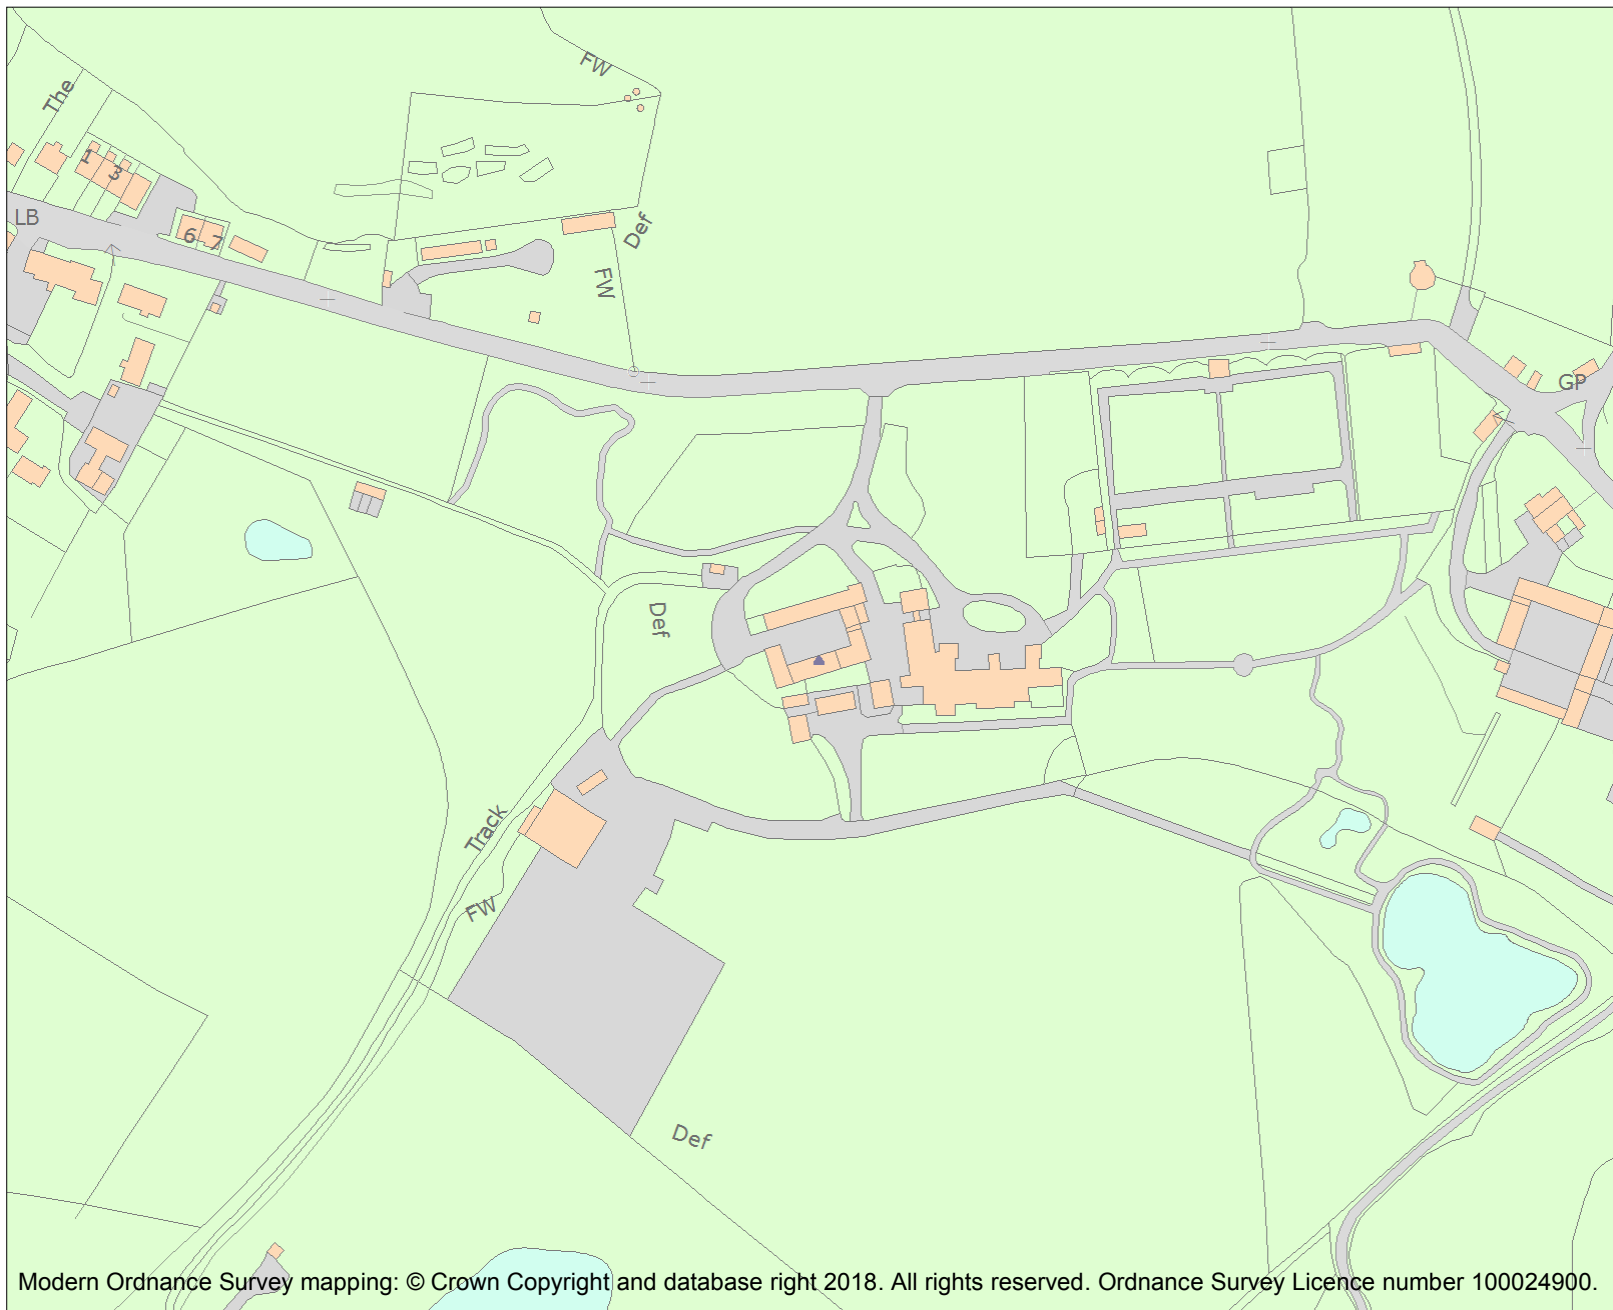 FW
The
1
3
LB
6
7
Def
FW
GP
Def
Track
FW
Def
Modern Ordnance Survey mapping: © Crown Copyright and database right 2018. All rights reserved. Ordnance Survey Licence number 100024900.